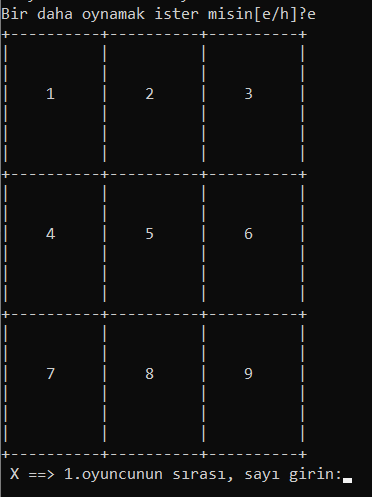 Bir daha oynamak ister misin[e/h]?e
+----------+----------+----------+
|          |          |          |
|          |          |          |
|    1     |    2     |    3     |
|          |          |          |
|          |          |          |
|          |          |          |
+----------+----------+----------+
|          |          |          |
|          |          |          |
|    4     |    5     |    6     |
|          |          |          |
|          |          |          |
|          |          |          |
+----------+----------+----------+
|          |          |          |
|          |          |          |
|    7     |    8     |    9     |
|          |          |          |
|          |          |          |
|          |          |          |
+----------+----------+----------+
X ==> 1.oyuncunun sırası, sayı girin: